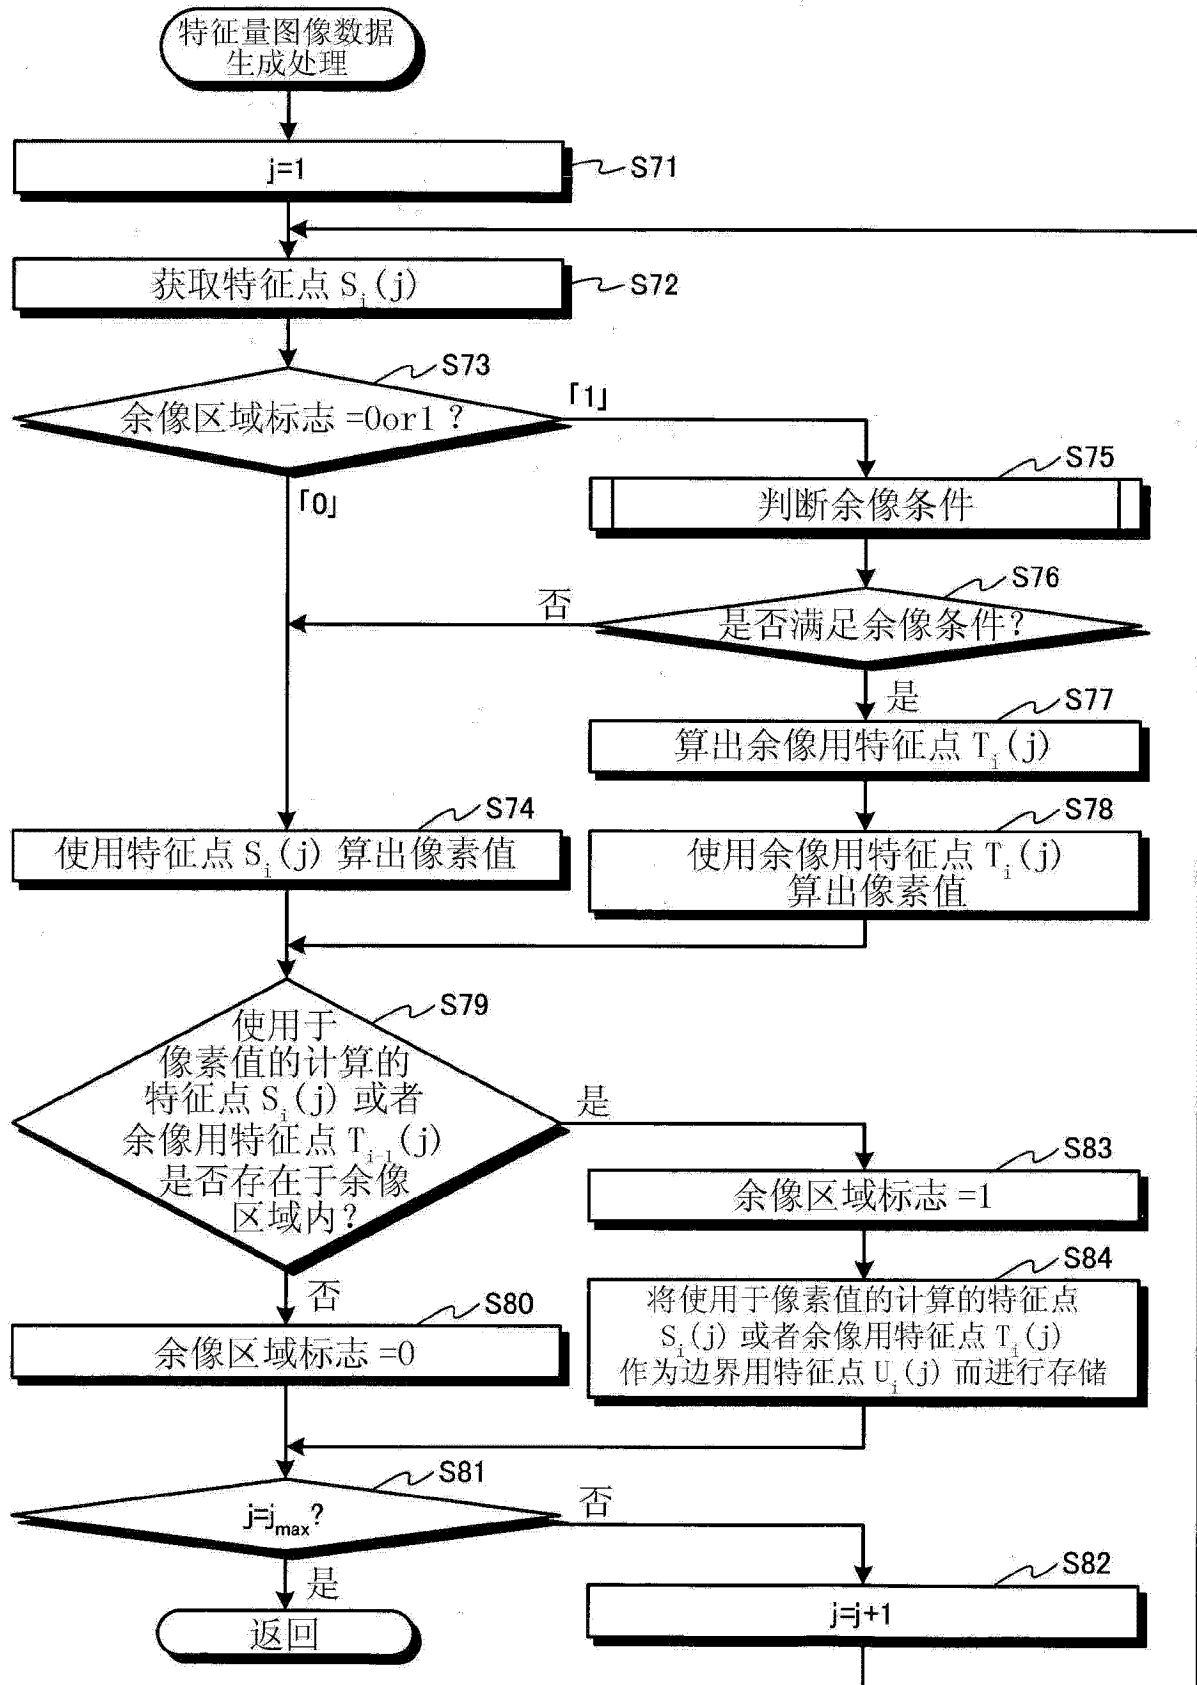 特征量图像数据
生成处理
j=1
S71
获取特征点 Sᵢ(j)
S72
S73
余像区域标志 =0or1 ?
「1」
「0」
S75
判断余像条件
S76
是否满足余像条件?
否
是
S77
算出余像用特征点 Tᵢ(j)
S74
使用特征点 Sᵢ(j) 算出像素值
S78
使用余像用特征点 Tᵢ(j)
算出像素值
S79
使用于
像素值的计算的
特征点 Sᵢ(j) 或者
余像用特征点 Tᵢ₋₁(j)
是否存在于余像
区域内?
是
否
S83
余像区域标志 =1
S84
将使用于像素值的计算的特征点
Sᵢ(j) 或者余像用特征点 Tᵢ(j)
作为边界用特征点 Uᵢ(j) 而进行存储
S80
余像区域标志 =0
S81
j=jmax?
否
是
S82
j=j+1
返回